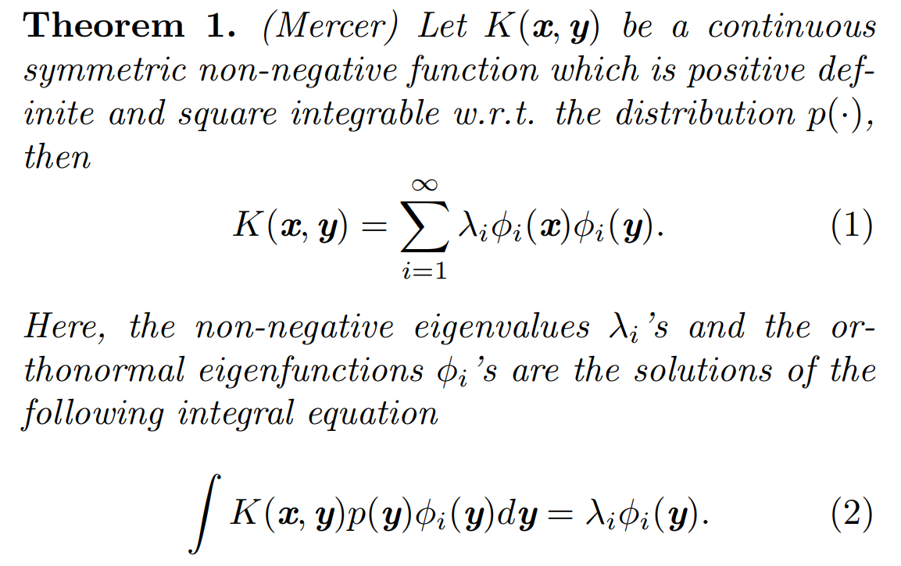 Theorem 1. (Mercer) Let K(x, y) be a continuous
symmetric non-negative function which is positive def-
inite and square integrable w.r.t. the distribution p(·),
then
K(x, y) = ∑_{i=1}^{∞} λ_i ϕ_i(x)ϕ_i(y). (1)
Here, the non-negative eigenvalues λ_i's and the or-
thonormal eigenfunctions ϕ_i's are the solutions of the
following integral equation
∫ K(x, y)p(y)ϕ_i(y)dy = λ_i ϕ_i(y). (2)